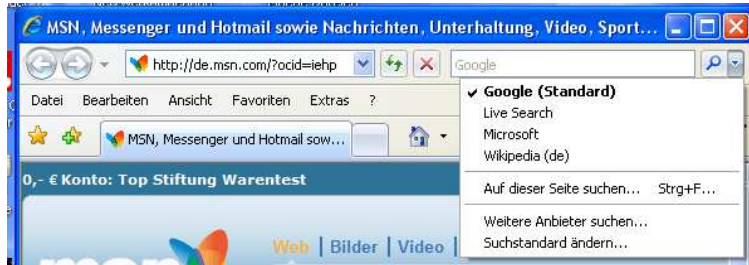 MSN, Messenger und Hotmail sowie Nachrichten, Unterhaltung, Video, Sport...
http://de.msn.com/?ocid=iehp
Google
Datei Bearbeiten Ansicht Favoriten Extras ?
MSN, Messenger und Hotmail sow...
Google (Standard)
Live Search
Microsoft
Wikipedia (de)
Auf dieser Seite suchen... Strg+F...
Weitere Anbieter suchen...
Suchstandard ändern...
0,- € Konto: Top Stiftung Warentest
msn
Web | Bilder | Video |